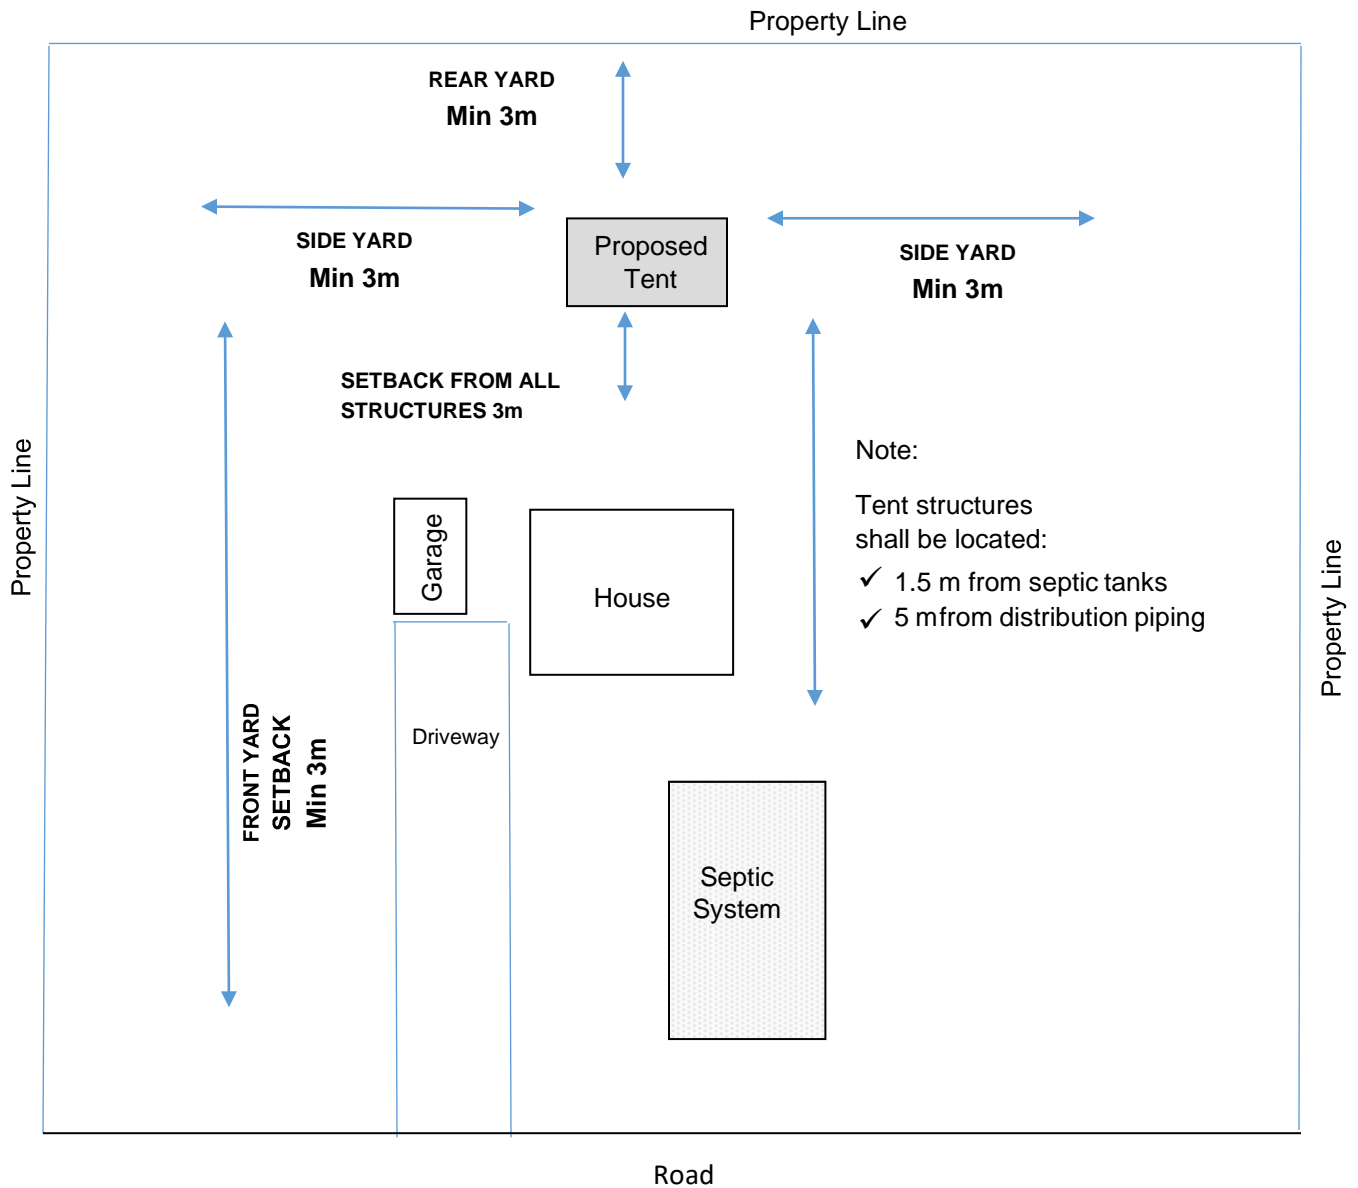 Property Line
REAR YARD
Min 3m
SIDE YARD
Min 3m
Proposed
Tent
SIDE YARD
Min 3m
SETBACK FROM ALL
STRUCTURES 3m
Property Line
Note:
Tent structures
shall be located:
✓ 1.5 m from septic tanks
✓ 5 mfrom distribution piping
Garage
House
Property Line
Driveway
FRONT YARD
SETBACK
Min 3m
Septic
System
Road